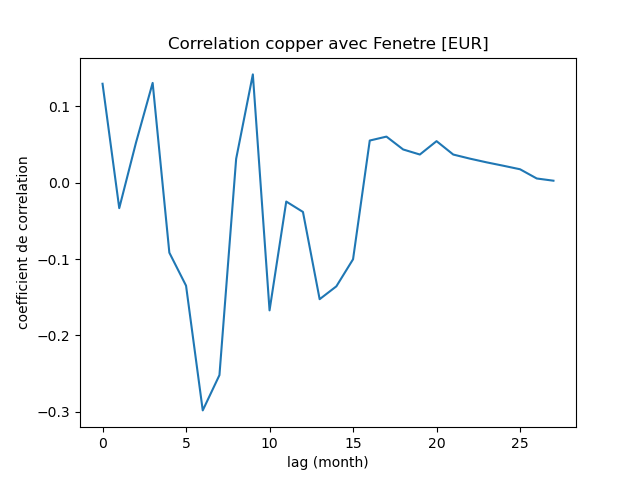 Correlation copper avec Fenetre [EUR]
coefficient de correlation
0.1
0.0
−0.1
−0.2
−0.3
0 5 10 15 20 25
lag (month)